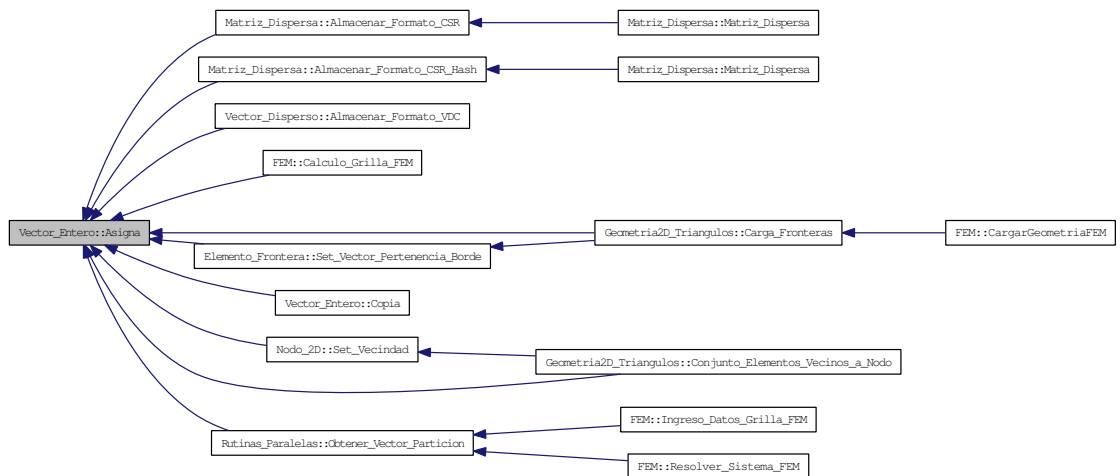 Matriz_Dispersa::Almacenar_Formato_CSR
Matriz_Dispersa::Matriz_Dispersa
Matriz_Dispersa::Almacenar_Formato_CSR_Hash
Matriz_Dispersa::Matriz_Dispersa
Vector_Disperso::Almacenar_Formato_VDC
FEM::Calculo_Grilla_FEM
Vector_Entero::Asigna
Geometria2D_Triangulos::Carga_Fronteras
FEM::CargarGeometriaFEM
Elemento_Frontera::Set_Vector_Pertenencia_Borde
Vector_Entero::Copia
Nodo_2D::Set_Vecindad
Geometria2D_Triangulos::Conjunto_Elementos_Vecinos_a_Nodo
Rutinas_Paralelas::Obtener_Vector_Particion
FEM::Ingreso_Datos_Grilla_FEM
FEM::Resolver_Sistema_FEM